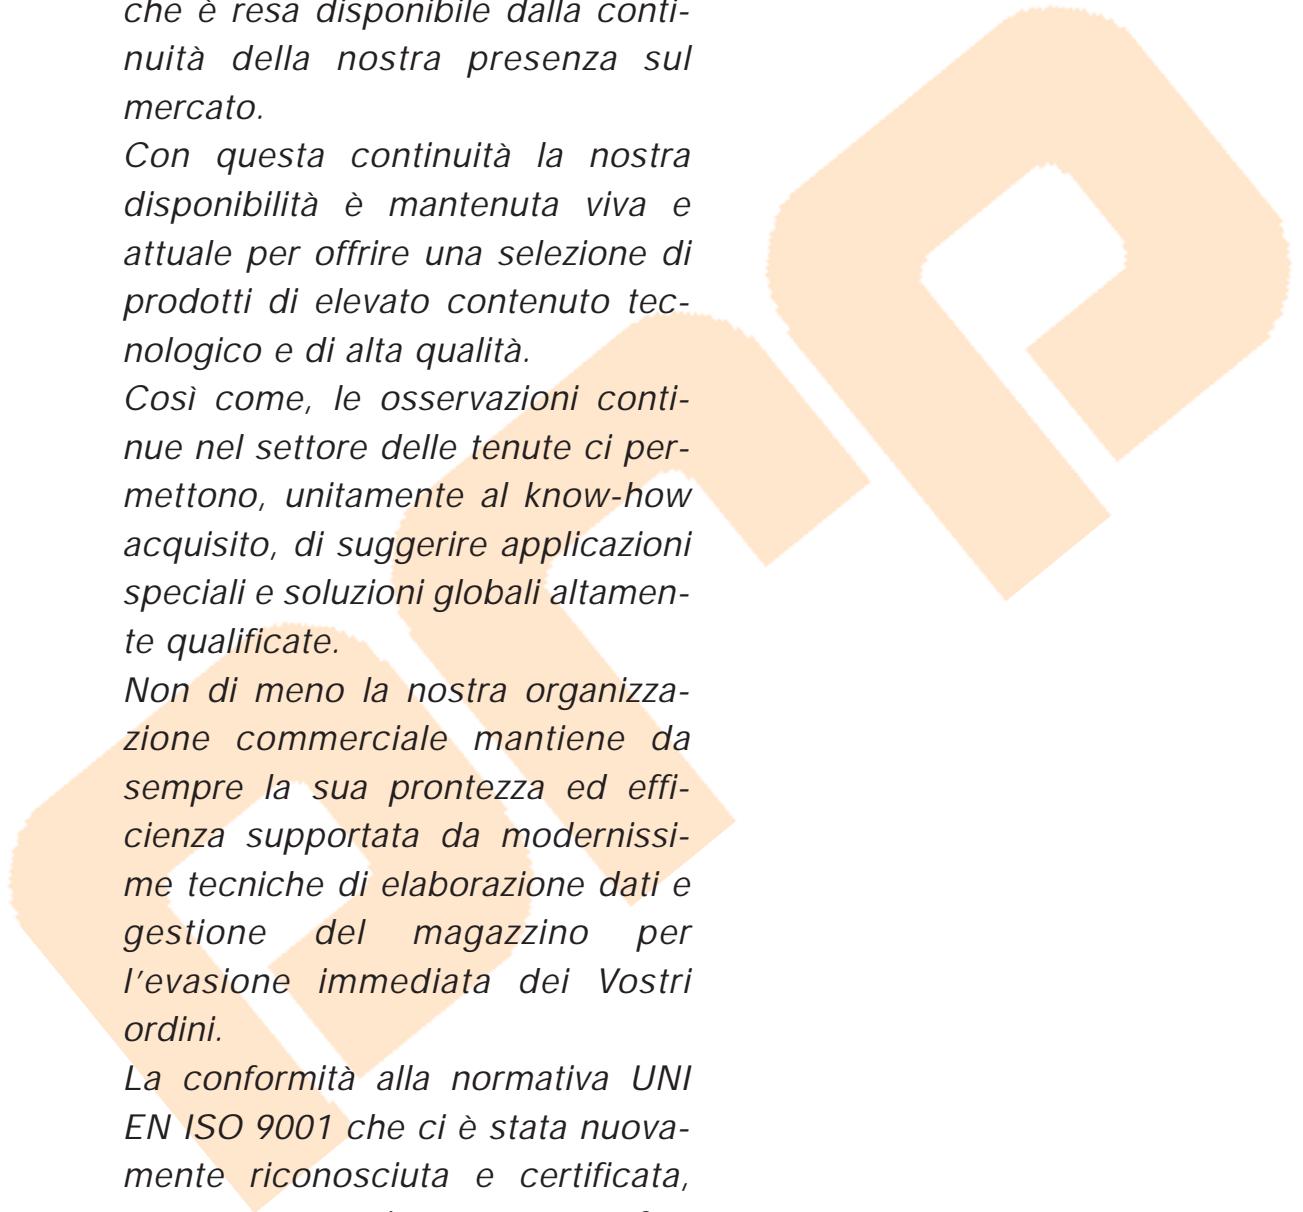 che è resa disponibile dalla conti-
nuità della nostra presenza sul
mercato.
Con questa continuità la nostra
disponibilità è mantenuta viva e
attuale per offrire una selezione di
prodotti di elevato contenuto tec-
nologico e di alta qualità.
Così come, le osservazioni conti-
nue nel settore delle tenute ci per-
mettono, unitamente al know-how
acquisito, di suggerire applicazioni
speciali e soluzioni globali altamen-
te qualificate.
Non di meno la nostra organizza-
zione commerciale mantiene da
sempre la sua prontezza ed effi-
cienza supportata da modernissi-
me tecniche di elaborazione dati e
gestione del magazzino per
l'evasione immediata dei Vostri
ordini.
La conformità alla normativa UNI
EN ISO 9001 che ci è stata nuova-
mente riconosciuta e certificata,